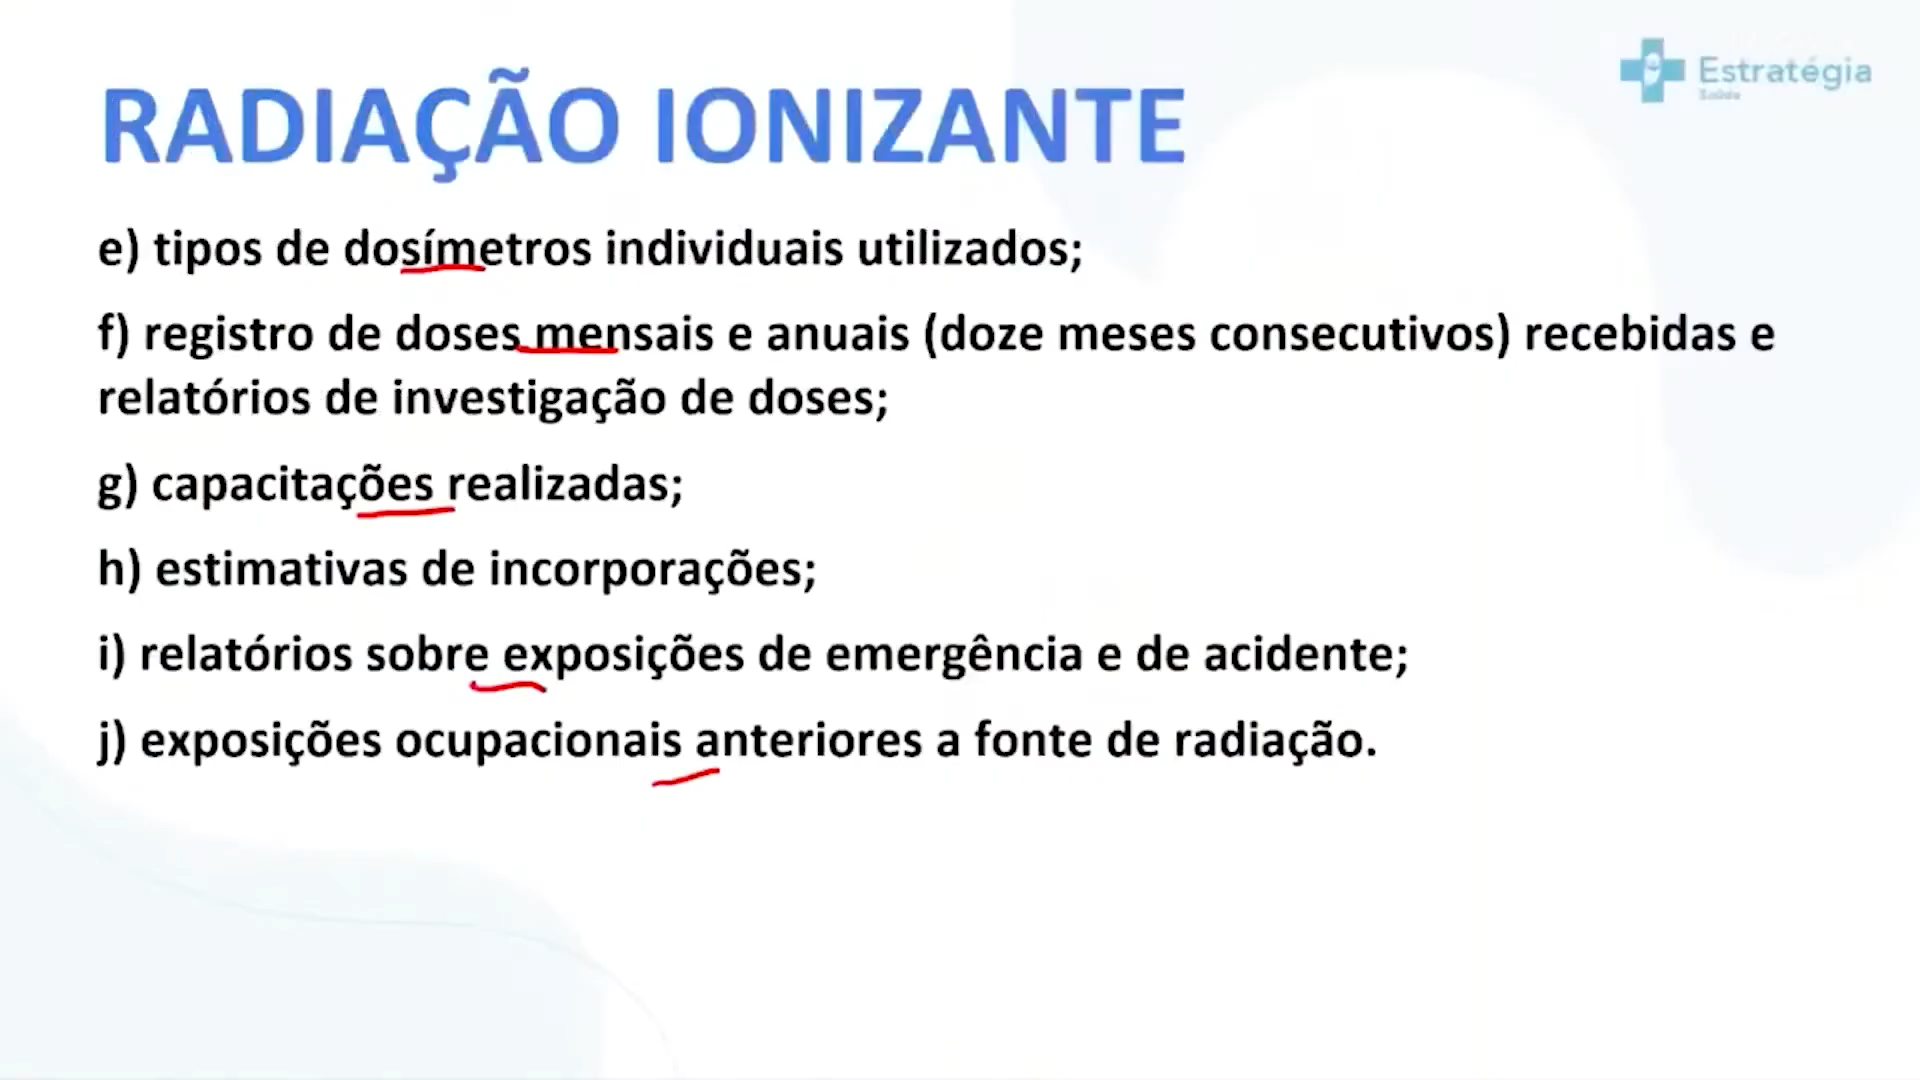 Estratégia
Saúde
RADIAÇÃO IONIZANTE
e) tipos de dosímetros individuais utilizados;
f) registro de doses mensais e anuais (doze meses consecutivos) recebidas e
relatórios de investigação de doses;
g) capacitações realizadas;
h) estimativas de incorporações;
i) relatórios sobre exposições de emergência e de acidente;
j) exposições ocupacionais anteriores a fonte de radiação.